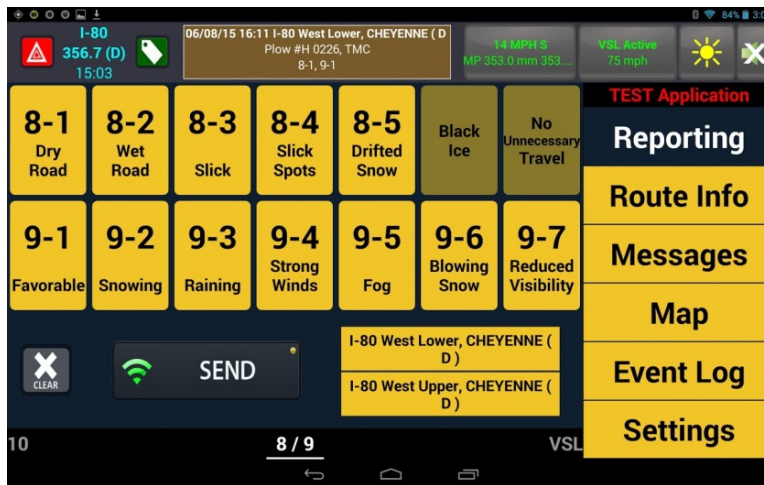 84% 3:0
I-80
356.7 (D)
15:03
06/08/15 16:11 I-80 West Lower, CHEYENNE ( D
Plow #H 0226, TMC
8-1, 9-1
14 MPH S
MP 353.0 mm 353....
VSL Active
75 mph
TEST Application
8-1
Dry
Road
8-2
Wet
Road
8-3
Slick
8-4
Slick
Spots
8-5
Drifted
Snow
Black
Ice
No
Unnecessary
Travel
9-1
Favorable
9-2
Snowing
9-3
Raining
9-4
Strong
Winds
9-5
Fog
9-6
Blowing
Snow
9-7
Reduced
Visibility
Reporting
Route Info
Messages
Map
Event Log
Settings
X
CLEAR
SEND
I-80 West Lower, CHEYENNE (
D )
I-80 West Upper, CHEYENNE (
D )
10
8 / 9
VSL